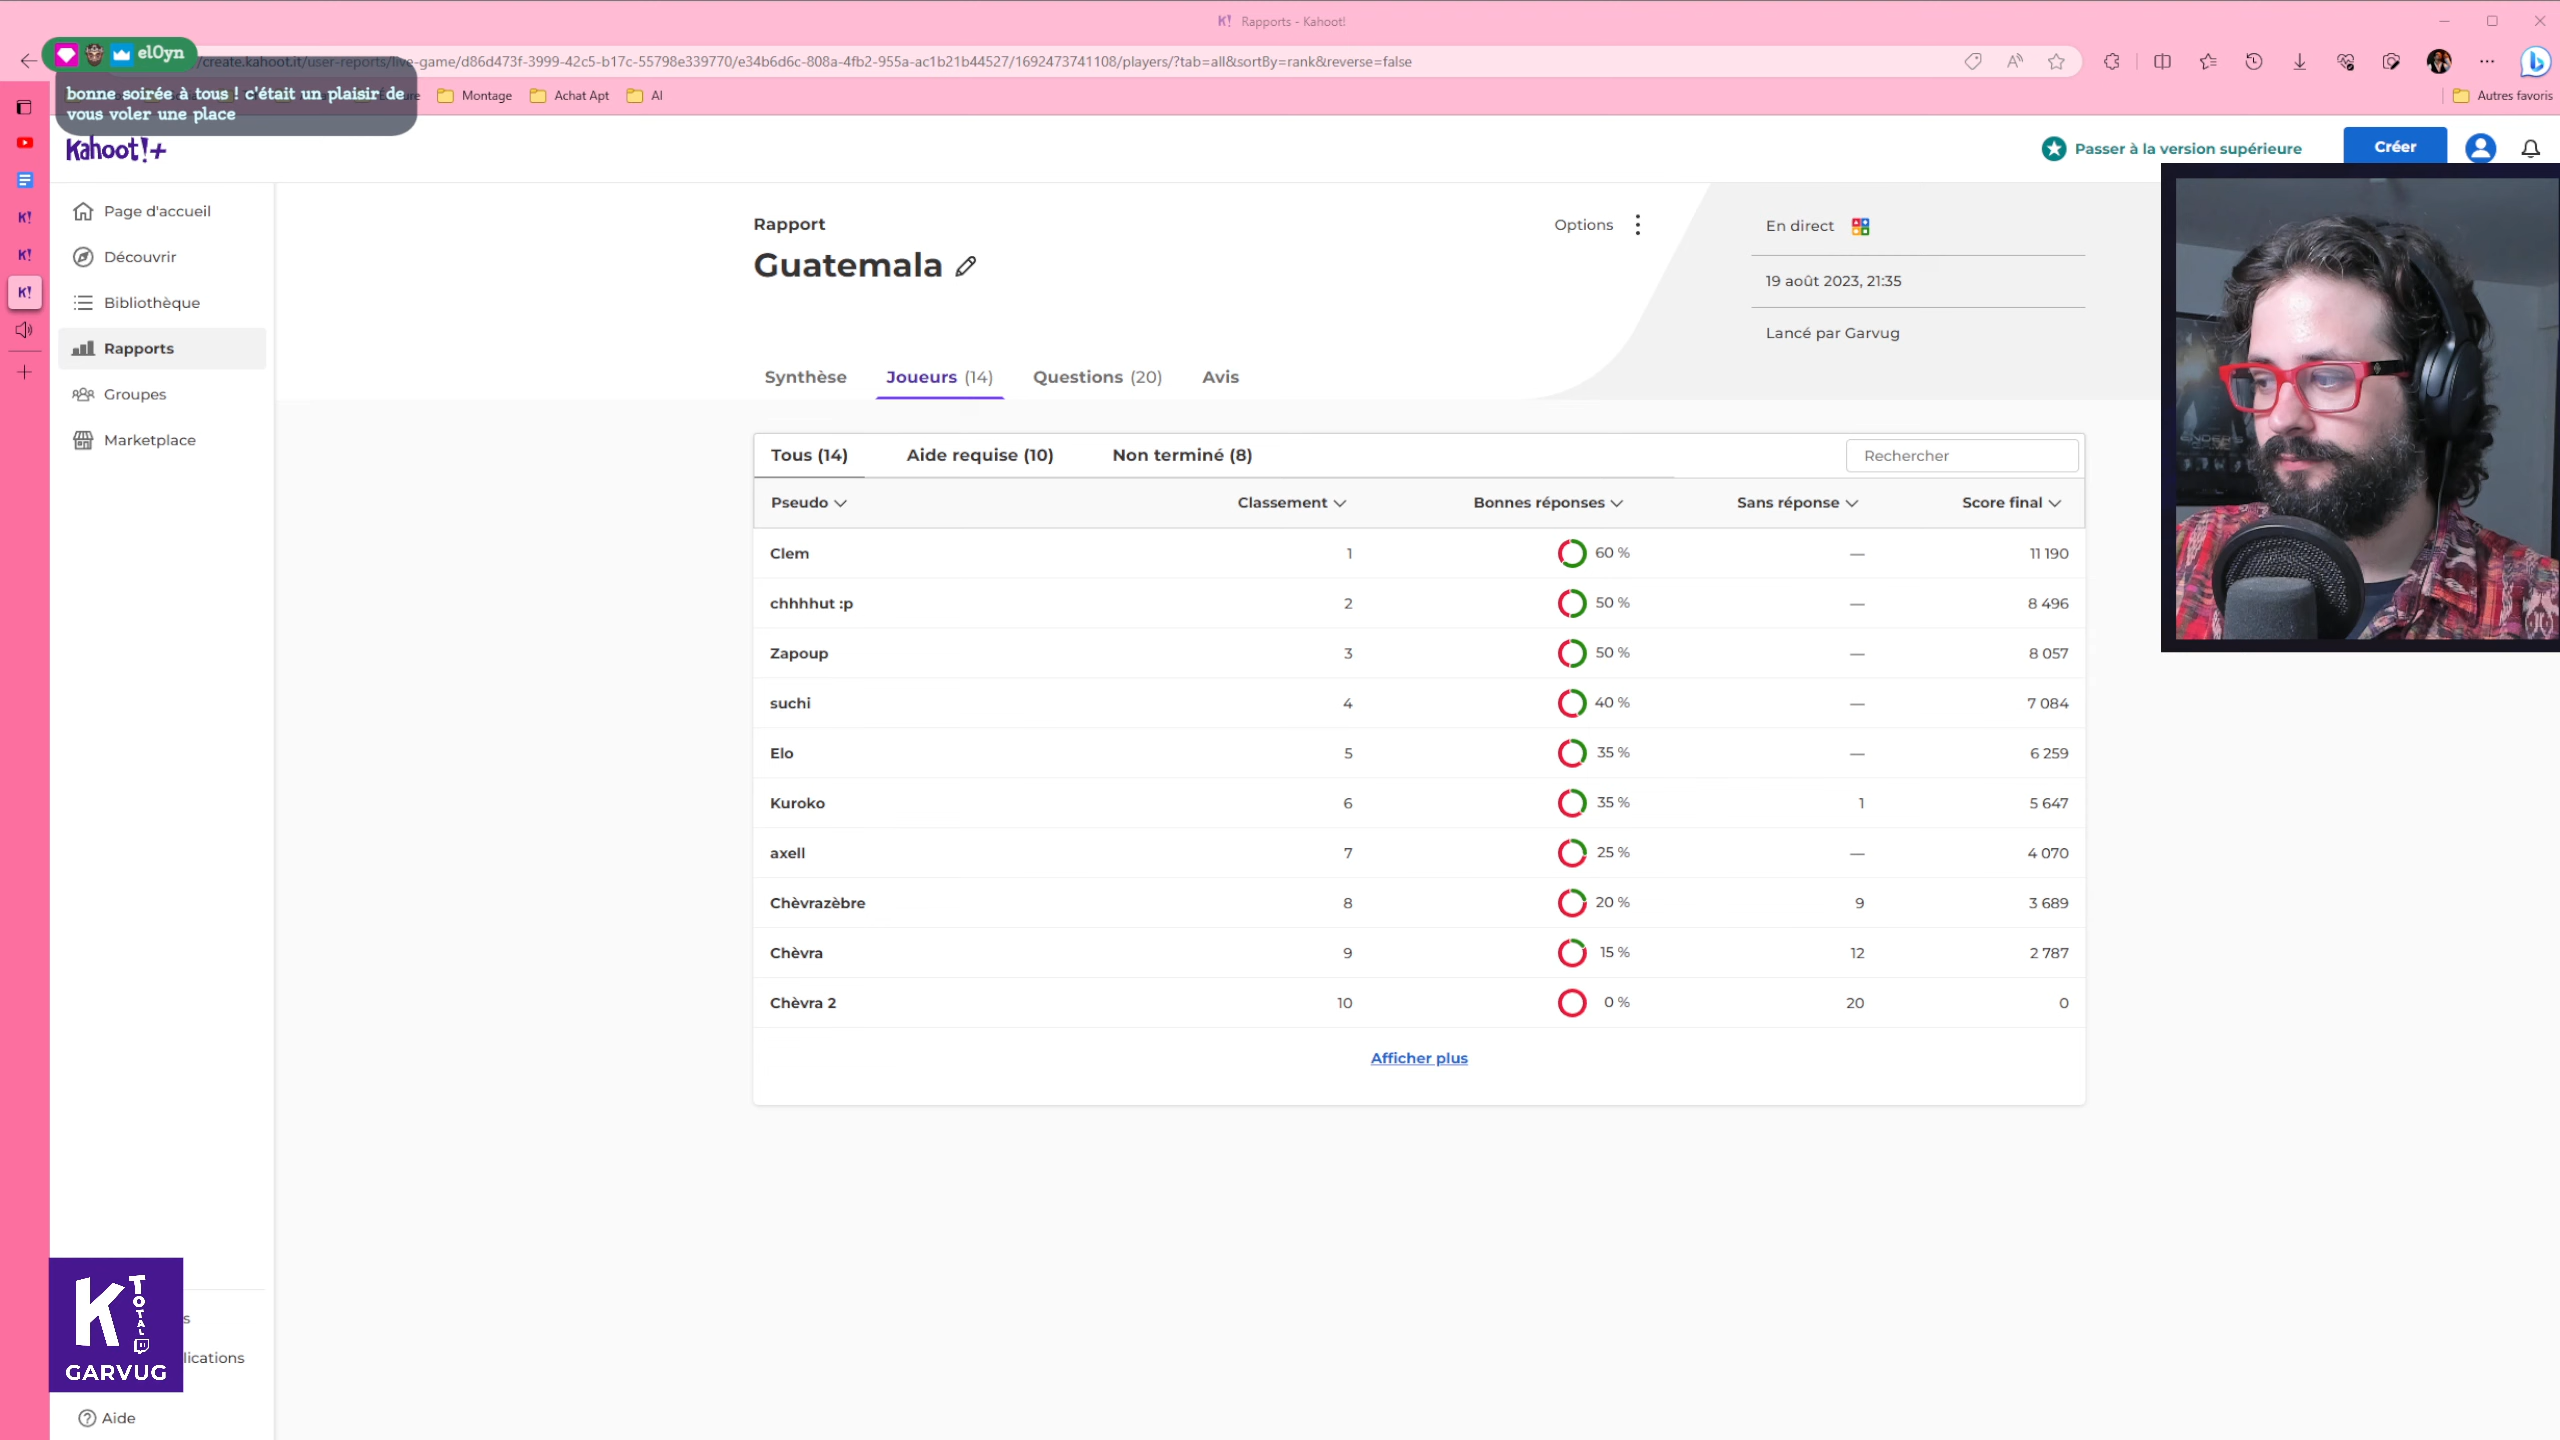 Rapports - Kahoot!
el0yn
bonne soirée à tous ! c'était un plaisir de
vous voler une place
/create.kahoot.it/user-reports/live-game/d86d473f-3999-42c5-b17c-55798e339770/e34b6d6c-808a-4fb2-955a-ac1b21b44527/1692473741108/players/?tab=all&sortBy=rank&reverse=false
Montage
Achat Apt
AI
Autres favoris
Kahoot!+
Passer à la version supérieure
Créer
Page d'accueil
Découvrir
Bibliothèque
Rapports
Groupes
Marketplace
Rapport
Options
Guatemala
En direct
19 août 2023, 21:35
Lancé par Garvug
Synthèse Joueurs (14) Questions (20) Avis
Tous (14) Aide requise (10) Non terminé (8) Rechercher
Pseudo Classement Bonnes réponses Sans réponse Score final
Clem 1 60 % — 11 190
chhhhut :p 2 50 % — 8 496
Zapoup 3 50 % — 8 057
suchi 4 40 % — 7 084
Elo 5 35 % — 6 259
Kuroko 6 35 % 1 5 647
axell 7 25 % — 4 070
Chèvrazèbre 8 20 % 9 3 689
Chèvra 9 15 % 12 2 787
Chèvra 2 10 0 % 20 0
Afficher plus
K TOTAL
GARVUG
lications
Aide